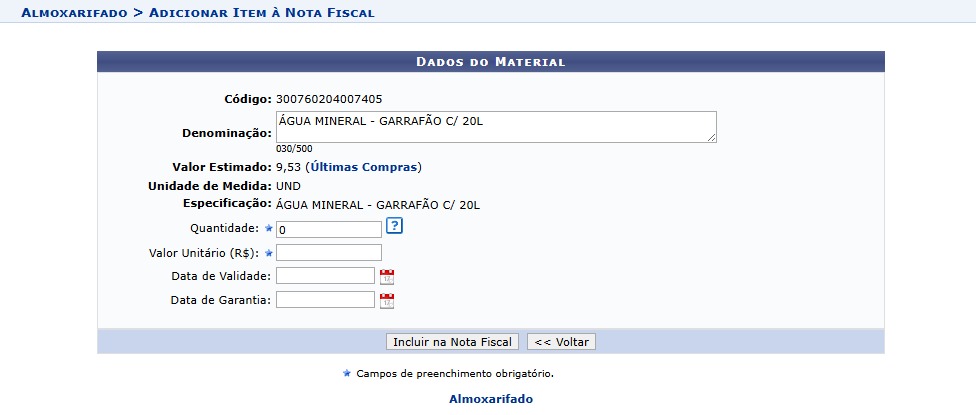 Almoxarifado > Adicionar Item à Nota Fiscal
Dados do Material
Código: 300760204007405
Denominação: ÁGUA MINERAL - GARRAFÃO C/ 20L
030/500
Valor Estimado: 9,53 (Últimas Compras)
Unidade de Medida: UND
Especificação: ÁGUA MINERAL - GARRAFÃO C/ 20L
Quantidade: 0 ?
Valor Unitário (R$):
Data de Validade:
Data de Garantia:
Incluir na Nota Fiscal << Voltar
Campos de preenchimento obrigatório.
Almoxarifado